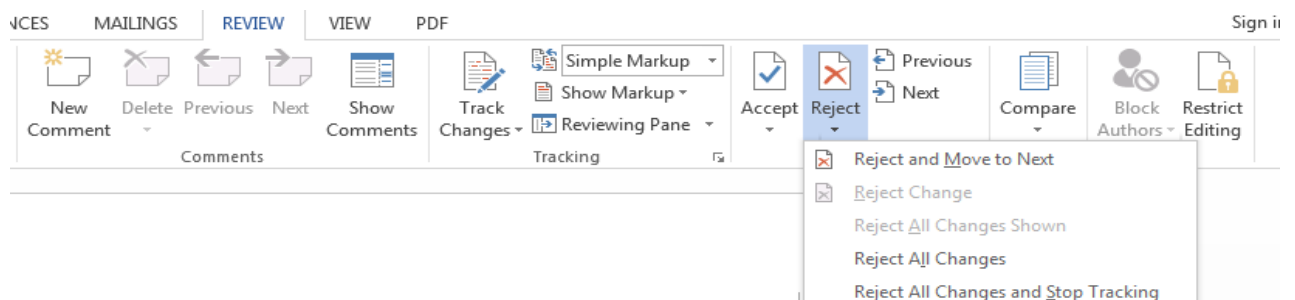 NCES MAILINGS REVIEW VIEW PDF Sign in
Simple Markup
Show Markup
Reviewing Pane
Previous
Next
New Comment
Delete
Previous
Next
Show Comments
Track Changes
Accept
Reject
Compare
Block Authors
Restrict Editing
Comments
Tracking
Reject and Move to Next
Reject Change
Reject All Changes Shown
Reject All Changes
Reject All Changes and Stop Tracking